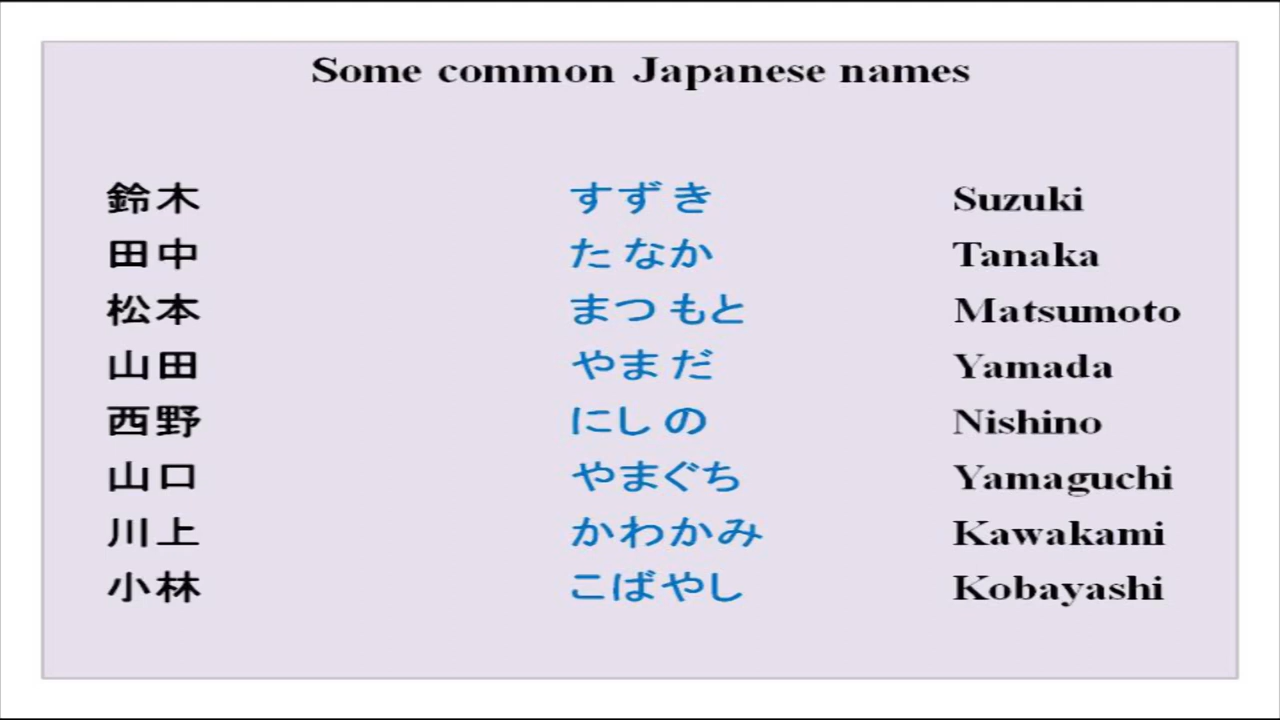 Some common Japanese names
鈴木 すずき Suzuki
田中 たなか Tanaka
松本 まつもと Matsumoto
山田 やまだ Yamada
西野 にしの Nishino
山口 やまぐち Yamaguchi
川上 かわかみ Kawakami
小林 こばやし Kobayashi